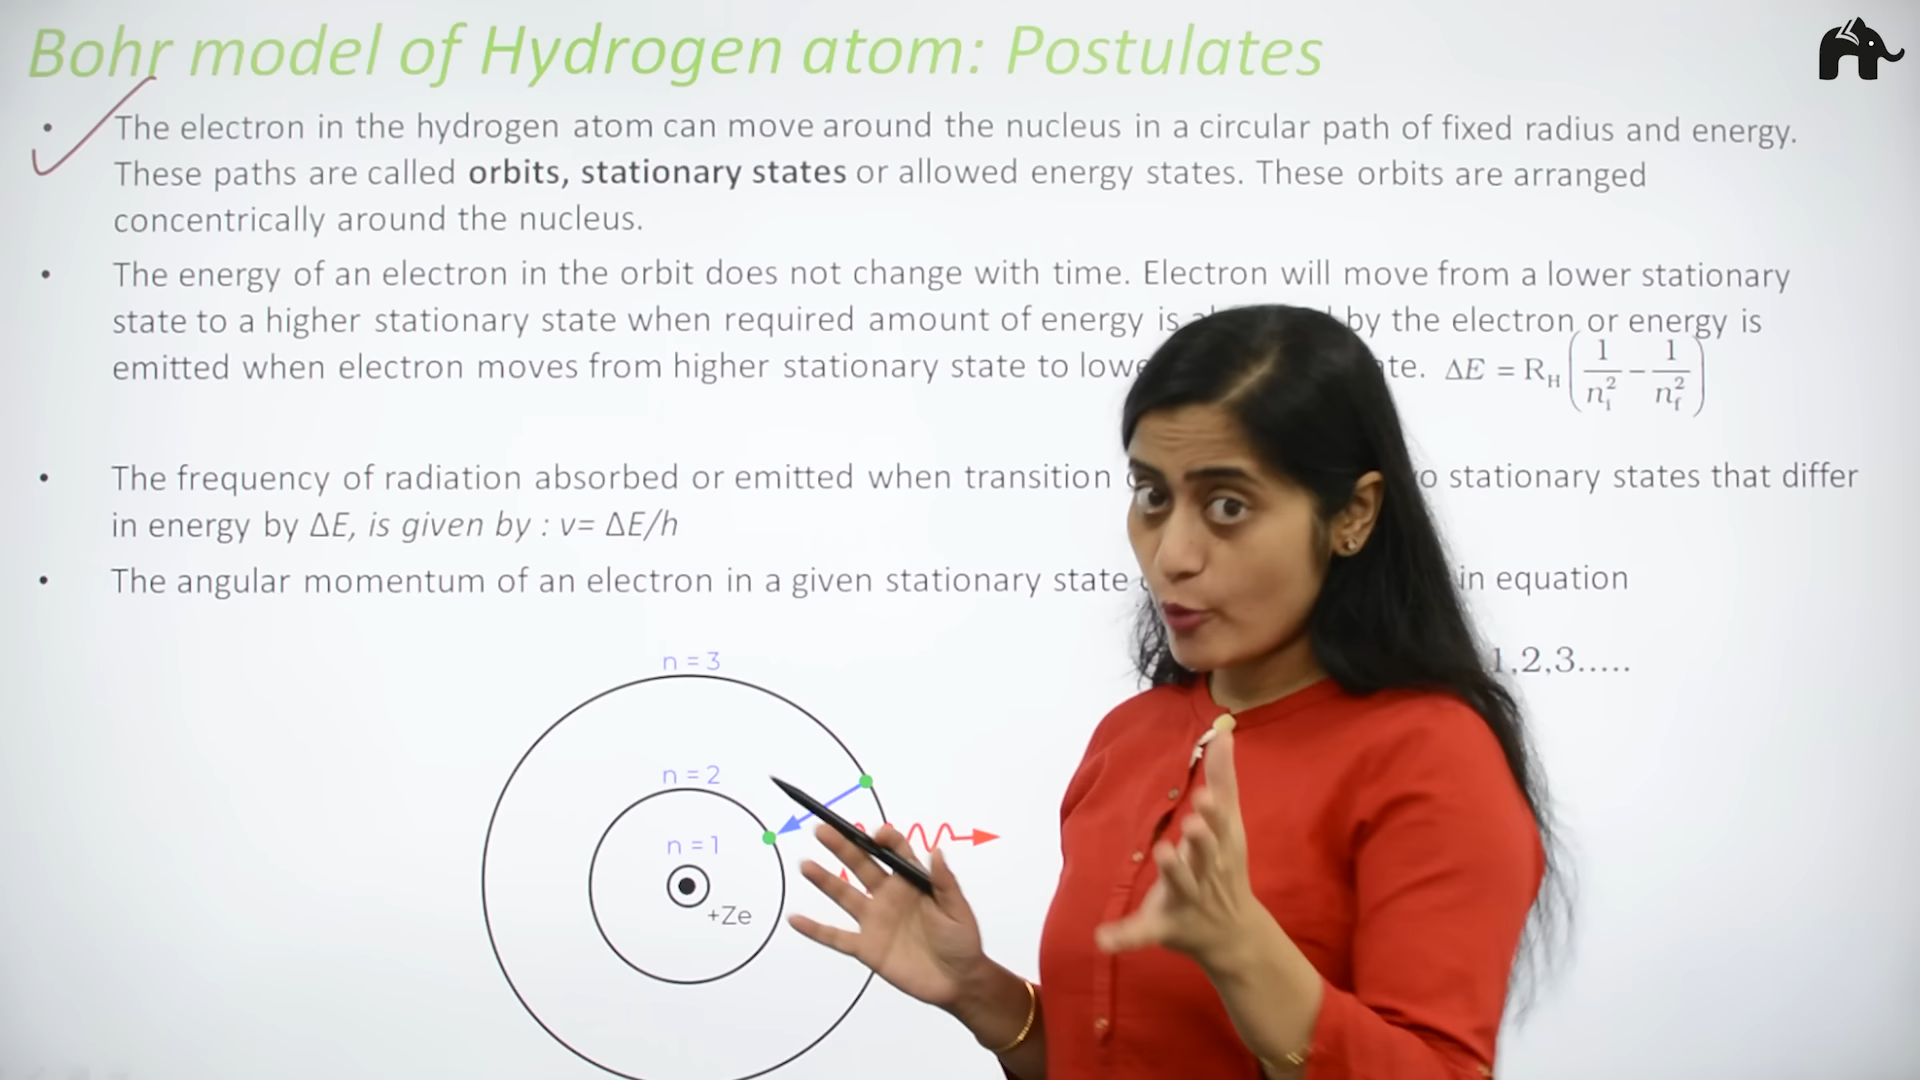 Bohr model of Hydrogen atom: Postulates
• The electron in the hydrogen atom can move around the nucleus in a circular path of fixed radius and energy.
These paths are called orbits, stationary states or allowed energy states. These orbits are arranged
concentrically around the nucleus.
• The energy of an electron in the orbit does not change with time. Electron will move from a lower stationary
state to a higher stationary state when required amount of energy is by the electron or energy is
emitted when electron moves from higher stationary state to ΔE = R_H (1/n_i^2 − 1/n_f^2)
• The frequency of radiation absorbed or emitted when transition stationary states that differ
in energy by ΔE, is given by : ν= ΔE/h
• The angular momentum of an electron in a given stationary state in equation
1,2,3.....
n = 3
n = 2
n = 1
+Ze